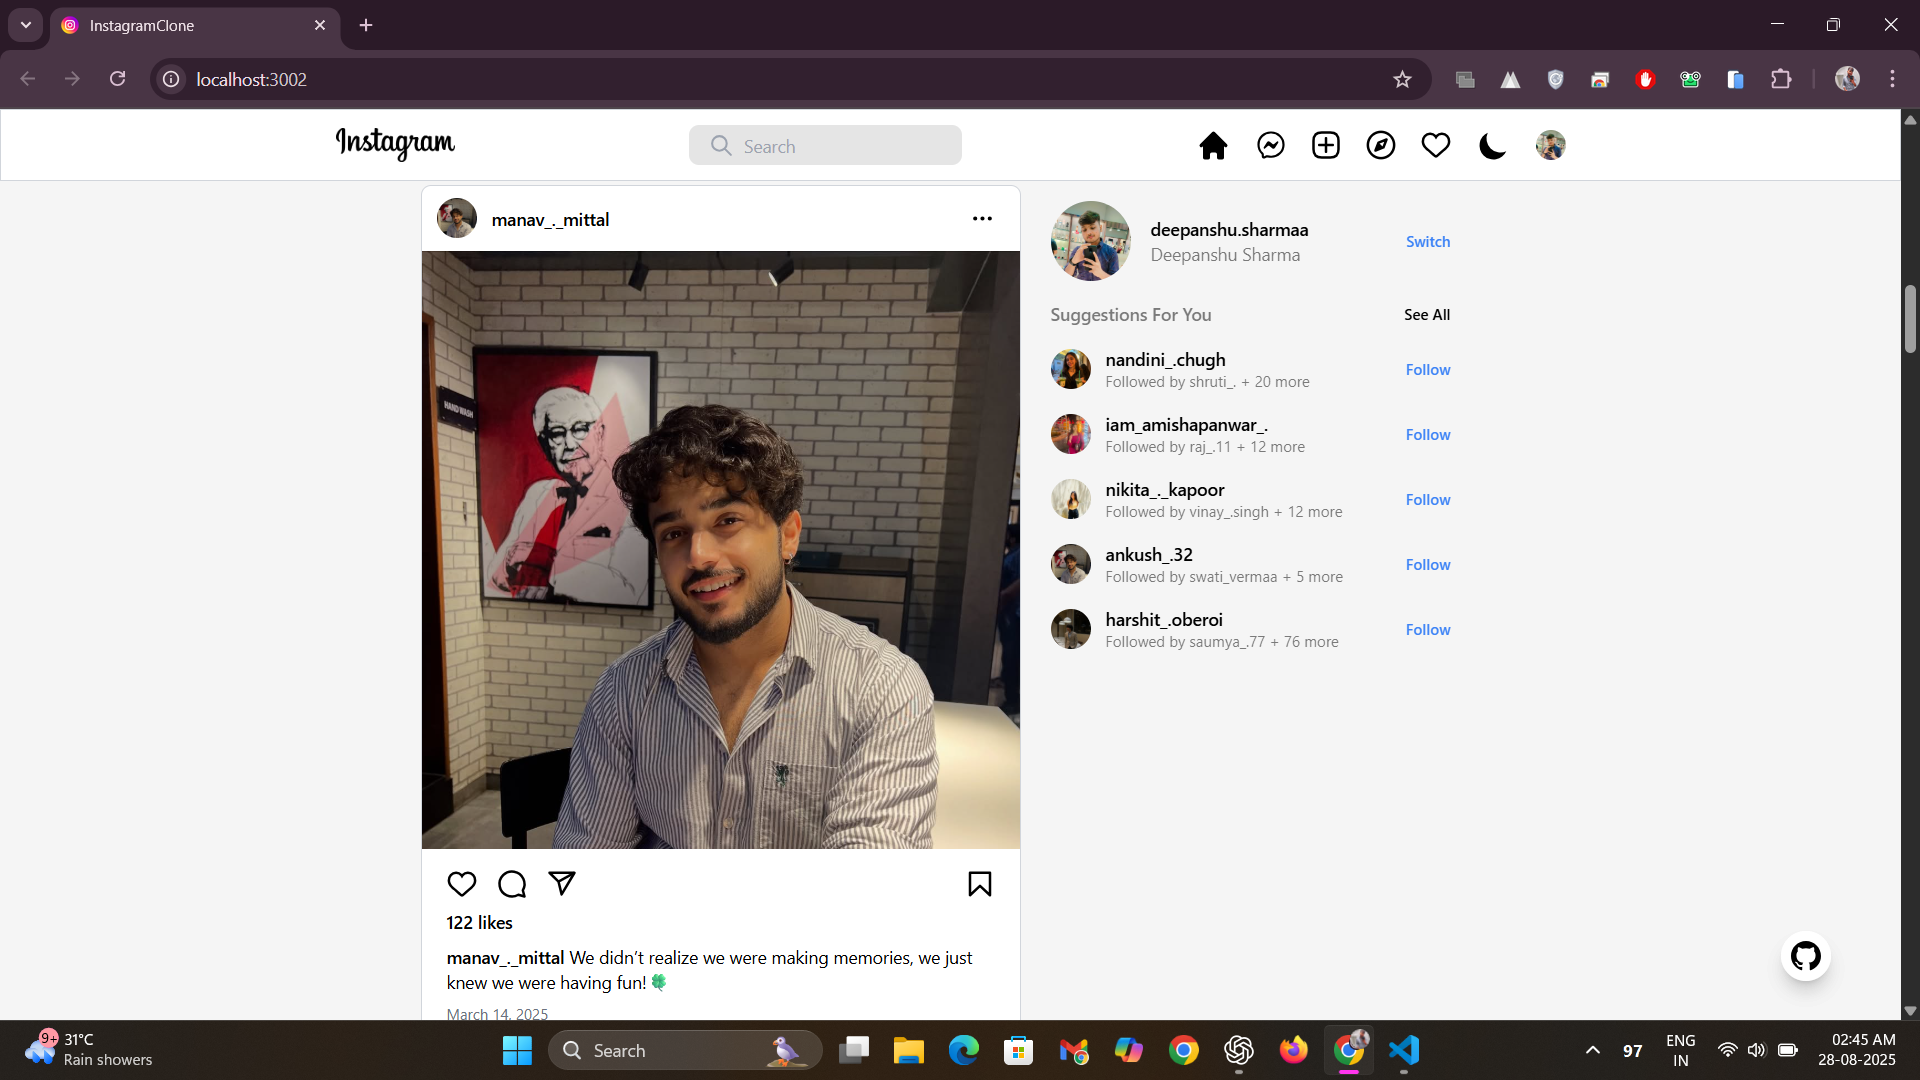 InstagramClone
localhost:3002
Instagram
Search
manav_._mittal
HAND WASH
122 likes
manav_._mittal We didn’t realize we were making memories, we just
knew we were having fun!🍀
March 14, 2025
deepanshu.sharmaa
Deepanshu Sharma
Switch
Suggestions For You
See All
nandini_.chugh
Followed by shruti_. + 20 more
Follow
iam_amishapanwar_.
Followed by raj_.11 + 12 more
Follow
nikita_._kapoor
Followed by vinay_.singh + 12 more
Follow
ankush_.32
Followed by swati_vermaa + 5 more
Follow
harshit_.oberoi
Followed by saumya_.77 + 76 more
Follow
9+
31°C
Rain showers
Search
97
ENG
IN
02:45 AM
28-08-2025